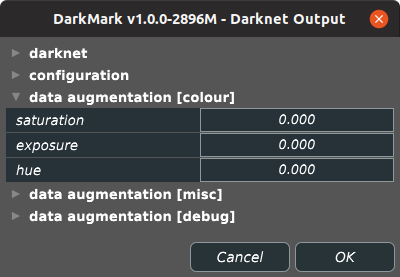 DarkMark v1.0.0-2896M - Darknet Output
darknet
configuration
data augmentation [colour]
saturation 0.000
exposure 0.000
hue 0.000
data augmentation [misc]
data augmentation [debug]
Cancel OK